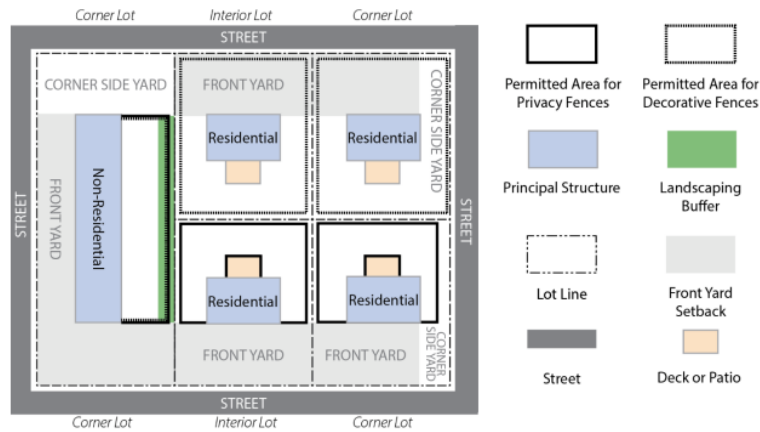 Corner Lot
Interior Lot
Corner Lot
STREET
CORNER SIDE YARD
FRONT YARD
CORNER SIDE YARD
Residential
Residential
STREET
FRONT YARD
Non-Residential
STREET
Residential
Residential
FRONT YARD
FRONT YARD
CORNER
SIDE YARD
STREET
Corner Lot
Interior Lot
Corner Lot
Permitted Area for
Privacy Fences
Permitted Area for
Decorative Fences
Principal Structure
Landscaping
Buffer
Lot Line
Front Yard
Setback
Street
Deck or Patio